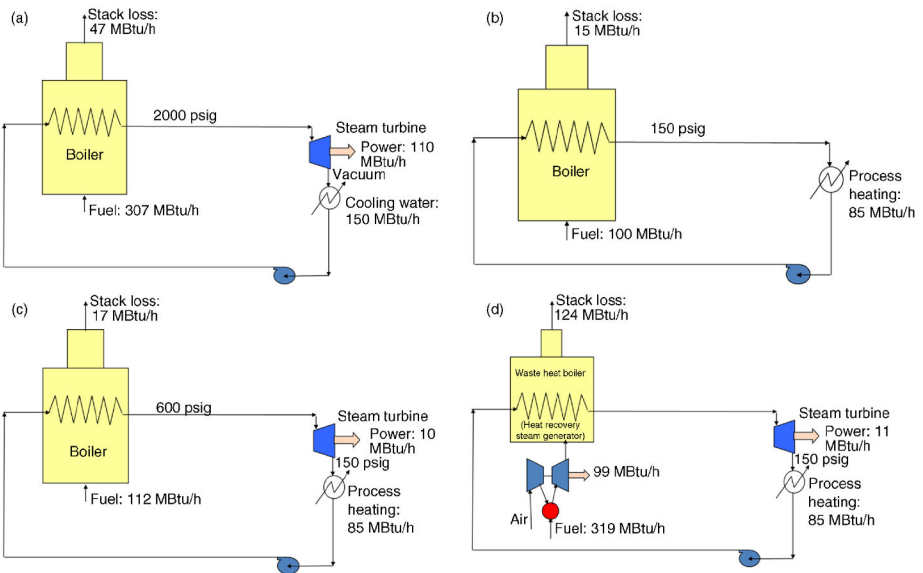 (a)
Stack loss:
47 MBtu/h
2000 psig
Steam turbine
Power: 110
MBtu/h
Boiler
Vacuum
Cooling water:
150 MBtu/h
Fuel: 307 MBtu/h
(b)
Stack loss:
15 MBtu/h
150 psig
Boiler
Process
heating:
85 MBtu/h
Fuel: 100 MBtu/h
(c)
Stack loss:
17 MBtu/h
600 psig
Steam turbine
Power: 10
MBtu/h
Boiler
150 psig
Process
heating:
85 MBtu/h
Fuel: 112 MBtu/h
(d)
Stack loss:
124 MBtu/h
Waste heat boiler
(Heat recovery
steam generator)
Steam turbine
Power: 11
MBtu/h
150 psig
99 MBtu/h
Process
heating:
85 MBtu/h
Air
Fuel: 319 MBtu/h